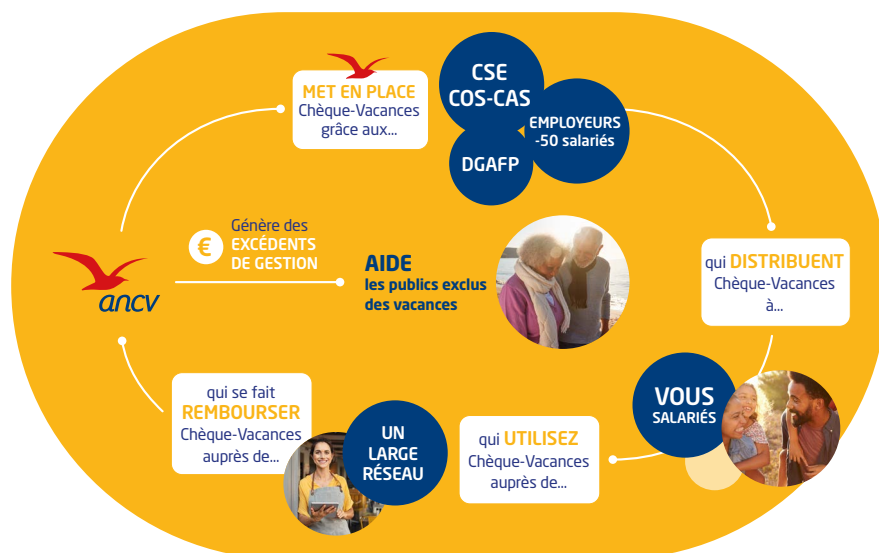 MET EN PLACE
Chèque-Vacances
grâce aux...
CSE
COS-CAS
EMPLOYEURS
-50 salariés
DGAFP
qui DISTRIBUENT
Chèque-Vacances
à...
VOUS
SALARIÉS
qui UTILISEZ
Chèque-Vacances
auprès de...
UN
LARGE
RÉSEAU
qui se fait
REMBOURSER
Chèque-Vacances
auprès de...
ancv
€
Génère des
EXCÉDENTS
DE GESTION
AIDE
les publics exclus
des vacances